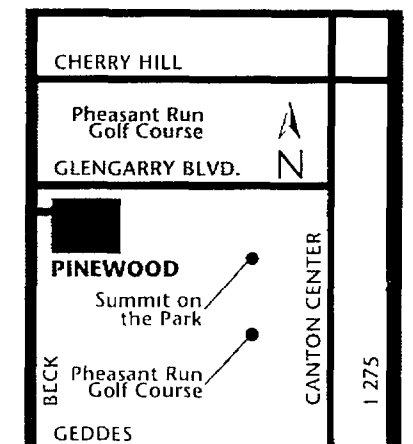 CHERRY HILL
Pheasant Run
Golf Course
GLENGARRY BLVD.
N
PINEWOOD
Summit on
the Park
CANTON CENTER
BECK
Pheasant Run
Golf Course
I 275
GEDDES